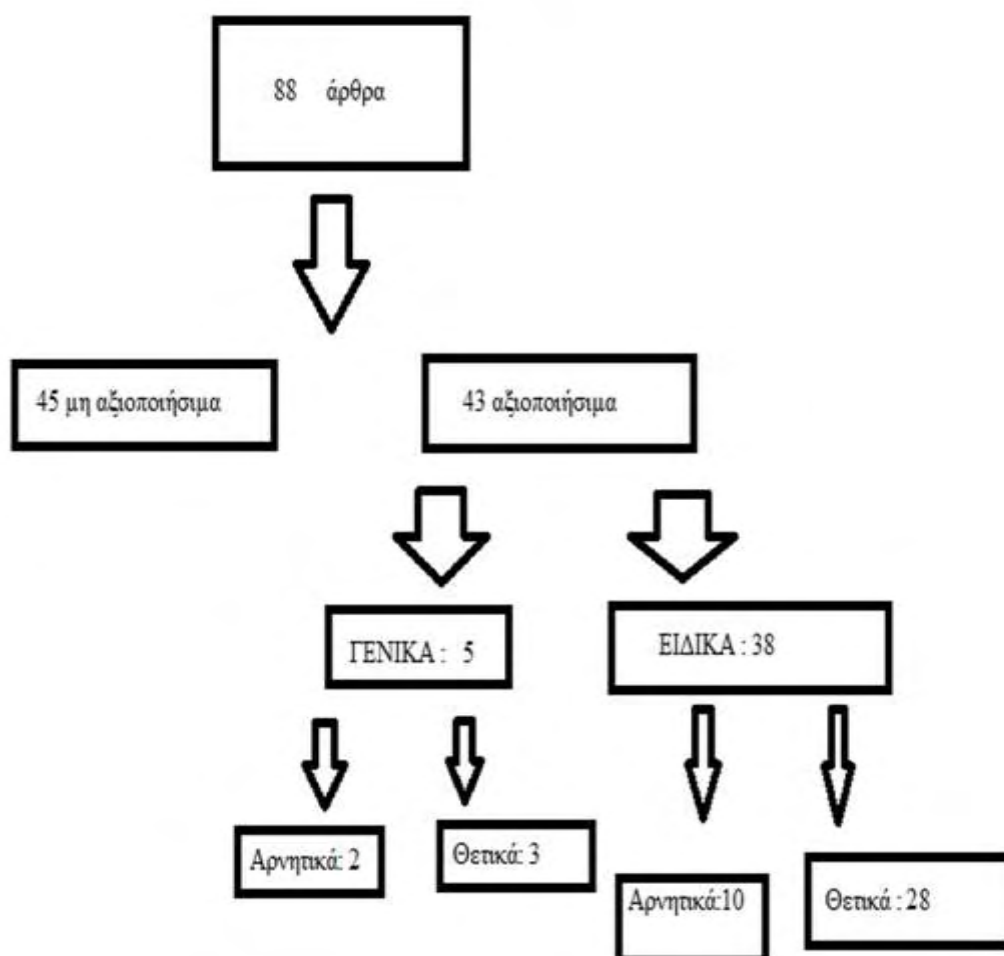 88 άρθρα
45 μη αξιοποιήσιμα
43 αξιοποιήσιμα
ΓΕΝΙΚΑ : 5
ΕΙΔΙΚΑ : 38
Αρνητικά: 2
Θετικά: 3
Αρνητικά:10
Θετικά : 28